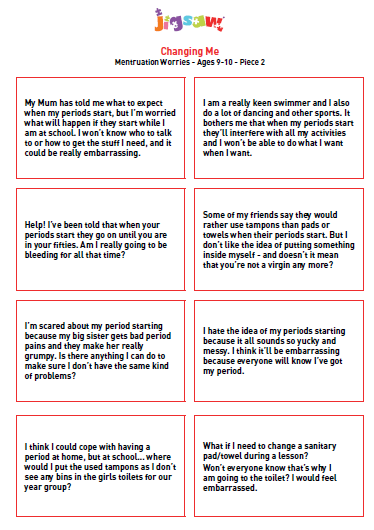 jigsaw
Changing Me
Menstruation Worries - Ages 9-10 - Piece 2
My Mum has told me what to expect
when my periods start, but I'm worried
what will happen if they start while I
am at school. I won't know who to talk
to or how to get the stuff I need, and it
could be really embarrassing.
I am a really keen swimmer and I also
do a lot of dancing and other sports. It
bothers me that when my periods start
they'll interfere with all my activities
and I won't be able to do what I want
when I want.
Help! I've been told that when your
periods start they go on until you are
in your fifties. Am I really going to be
bleeding for all that time?
Some of my friends say they would
rather use tampons than pads or
towels when their periods start. But I
don't like the idea of putting something
inside myself - and doesn't it mean
that you're not a virgin any more?
I'm scared about my period starting
because my big sister gets bad period
pains and they make her really
grumpy. Is there anything I can do to
make sure I don't have the same kind
of problems?
I hate the idea of my periods starting
because it all sounds so yucky and
messy. I think it'll be embarrassing
because everyone will know I've got
my period.
I think I could cope with having a
period at home, but at school... where
would I put the used tampons as I don't
see any bins in the girls toilets for our
year group?
What if I need to change a sanitary
pad/towel during a lesson?
Won't everyone know that's why I
am going to the toilet? I would feel
embarrassed.